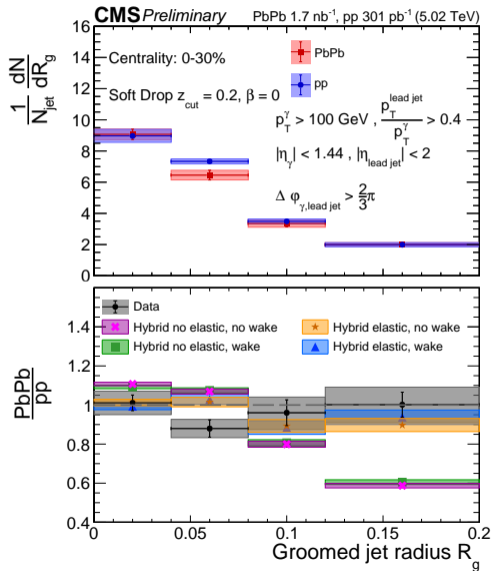 CMS Preliminary PbPb 1.7 nb⁻¹, pp 301 pb⁻¹ (5.02 TeV)
16
14
12
10
8
6
4
2
0
1/N_jet dN/dR_g
Centrality: 0-30%
Soft Drop z_cut = 0.2, β = 0
PbPb
pp
p_T^γ > 100 GeV , p_T^lead jet / p_T^γ > 0.4
|η_γ| < 1.44 , |η_lead jet| < 2
Δ φ_γ,lead jet > 2/3 π
Data
Hybrid no elastic, no wake
Hybrid elastic, no wake
Hybrid no elastic, wake
Hybrid elastic, wake
1.4
1.2
1.0
0.8
0.6
0.4
PbPb/pp
0 0.05 0.1 0.15 0.2
Groomed jet radius R_g